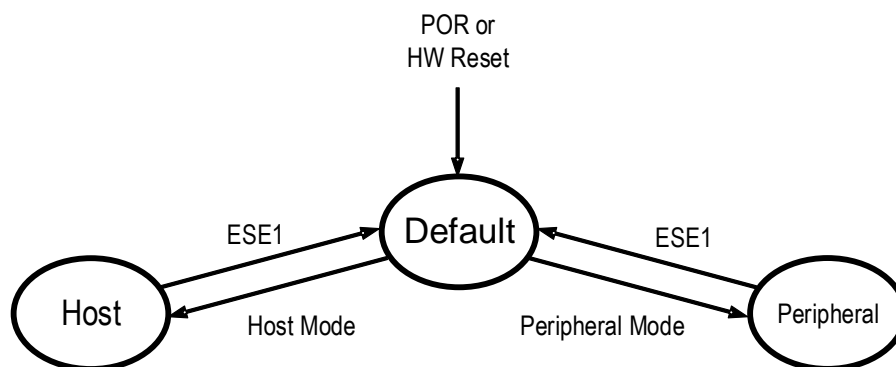 POR or
HW Reset
Default
ESE1
ESE1
Host
Host Mode
Peripheral Mode
Peripheral